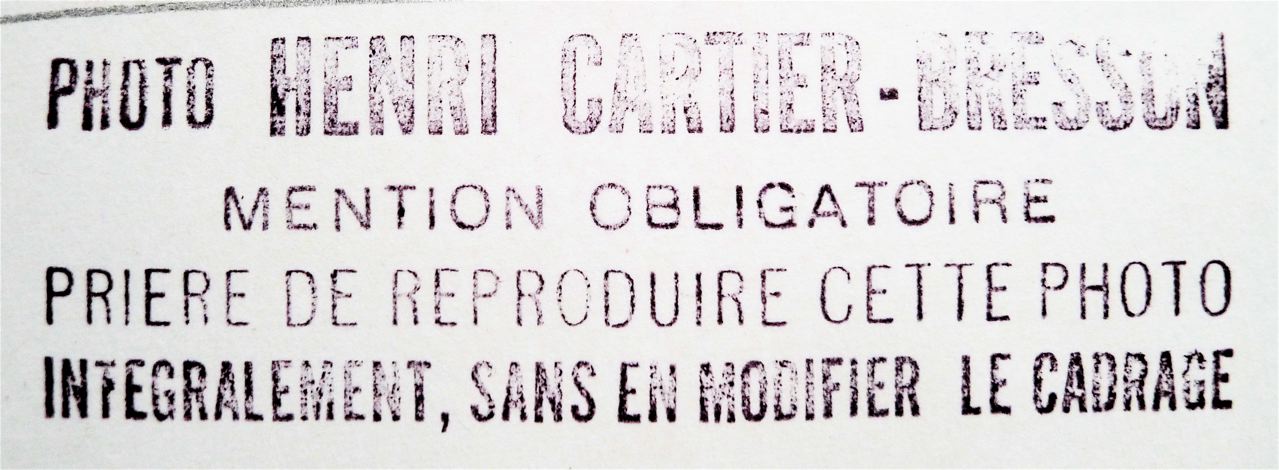 PHOTO HENRI CARTIER-BRESSON
MENTION OBLIGATOIRE
PRIERE DE REPRODUIRE CETTE PHOTO
INTEGRALEMENT, SANS EN MODIFIER LE CADRAGE